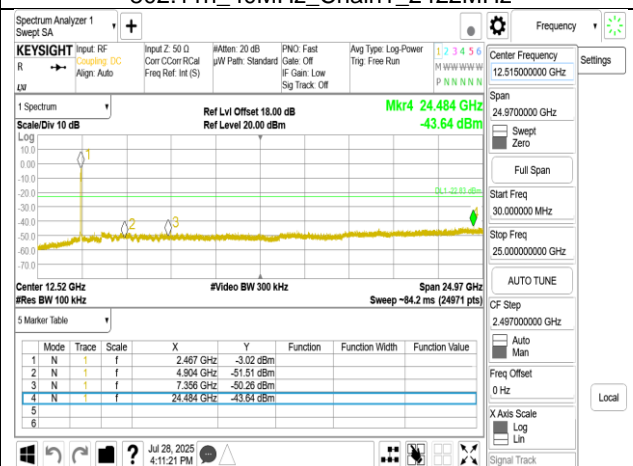 802.11n_40MHz_Chain1_2422MHz
Spectrum Analyzer 1
Swept SA
Frequency
KEYSIGHT
R
LXI
Input: RF
Coupling: DC
Align: Auto
Input Z: 50 Ω
Corr CCorr RCal
Freq Ref: Int (S)
#Atten: 20 dB
µW Path: Standard
PNO: Fast
Gate: Off
IF Gain: Low
Sig Track: Off
Avg Type: Log-Power
Trig: Free Run
1 2 3 4 5 6
M W W W W W
P N N N N N
1 Spectrum
Scale/Div 10 dB
Log
Ref Lvl Offset 18.00 dB
Ref Level 20.00 dBm
Mkr4 24.484 GHz
-43.64 dBm
10.0
0.00
-10.0
-20.0
-30.0
-40.0
-50.0
-60.0
-70.0
1
2
3
4
DL1 -22.93 dBm
Center 12.52 GHz
#Res BW 100 kHz
#Video BW 300 kHz
Span 24.97 GHz
Sweep ~84.2 ms (24971 pts)
5 Marker Table
Mode Trace Scale X Y Function Function Width Function Value
1 N 1 f 2.467 GHz -3.02 dBm
2 N 1 f 4.904 GHz -51.51 dBm
3 N 1 f 7.356 GHz -50.26 dBm
4 N 1 f 24.484 GHz -43.64 dBm
5
6
Jul 28, 2025
4:11:21 PM
Center Frequency
12.515000000 GHz
Settings
Span
24.9700000 GHz
Swept
Zero
Full Span
Start Freq
30.000000 MHz
Stop Freq
25.000000000 GHz
AUTO TUNE
CF Step
2.497000000 GHz
Auto
Man
Freq Offset
0 Hz
Local
X Axis Scale
Log
Lin
Signal Track